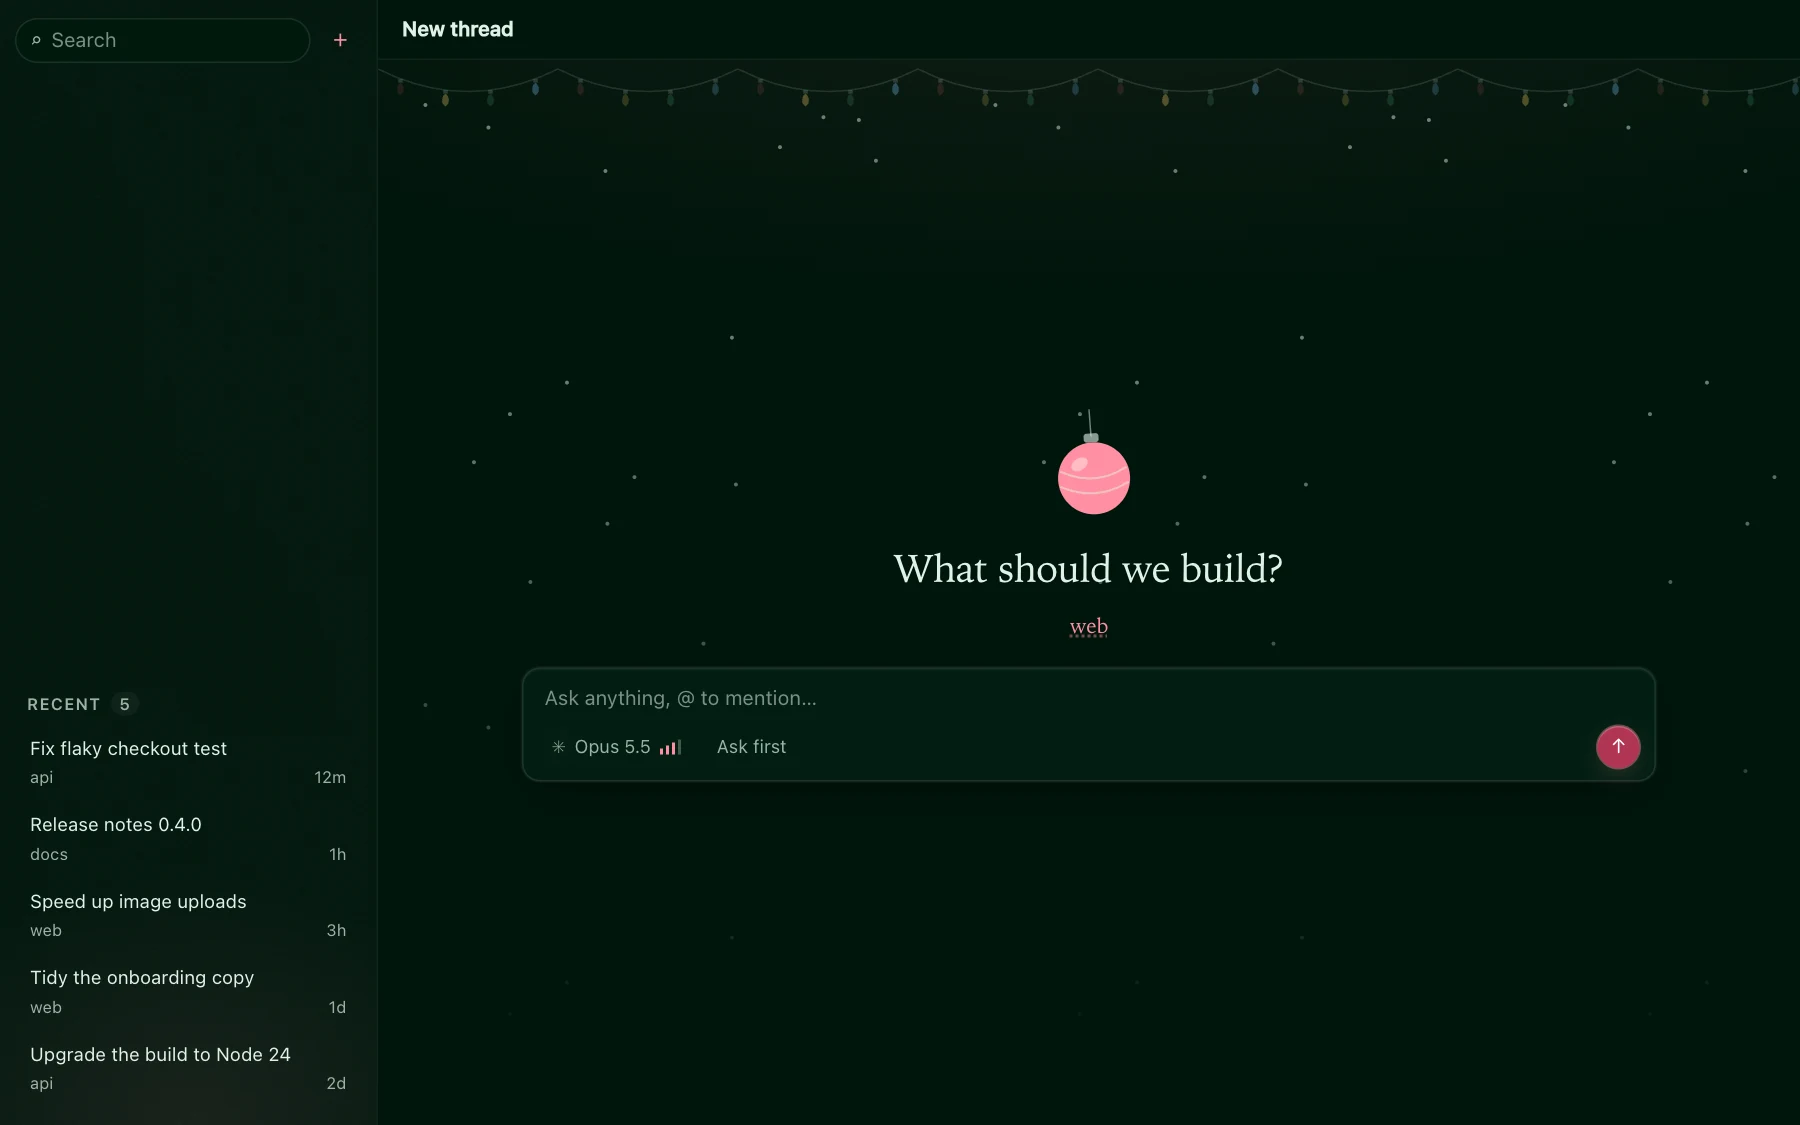 Search
+
New thread
What should we build?
web
Ask anything, @ to mention...
Opus 5.5
Ask first
RECENT 5
Fix flaky checkout test
api 12m
Release notes 0.4.0
docs 1h
Speed up image uploads
web 3h
Tidy the onboarding copy
web 1d
Upgrade the build to Node 24
api 2d